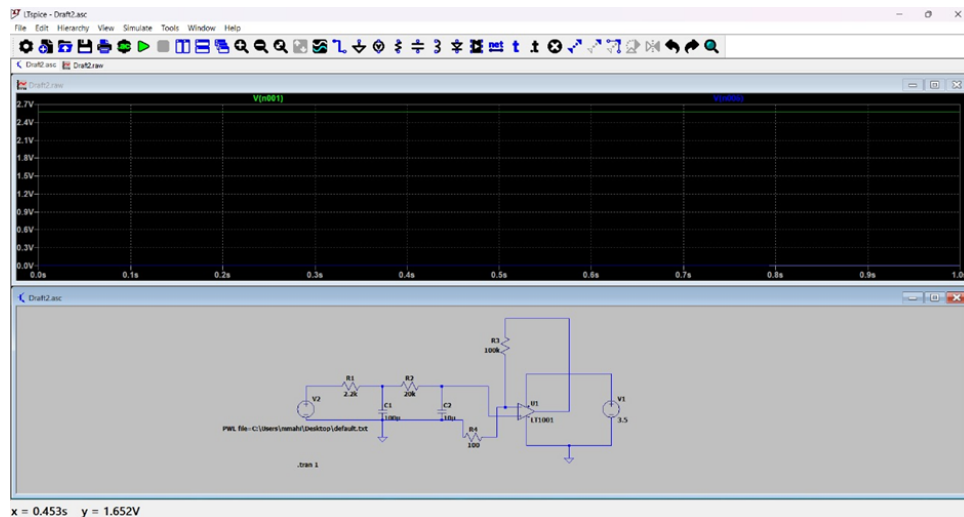 LTspice - Draft2.asc
File Edit Hierarchy View Simulate Tools Window Help
Draft2.asc Draft2.raw
Draft2.raw
V(n001)
2.7V
2.4V
2.1V
1.8V
1.5V
1.2V
0.9V
0.6V
0.3V
0.0V
0.0s 0.1s 0.2s 0.3s 0.4s 0.5s 0.6s 0.7s 0.8s 0.9s
Draft2.asc
R3
100k
R1 R2
2.2k 20k
V2 C1 C2 U1 V1
100µ 10µ LT1001 3.5
PWL file=C:\Users\mmahi\Desktop\default.txt
R4
100
.tran 1
x = 0.453s y = 1.652V